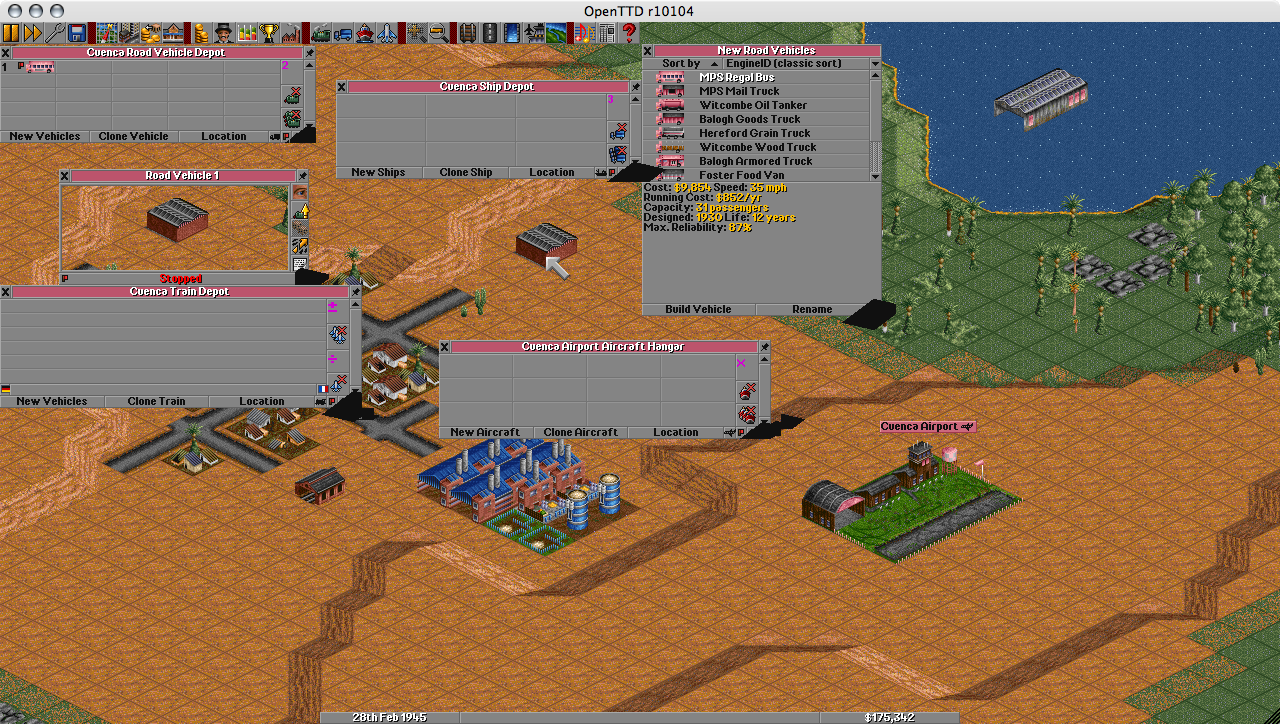 OpenTTD r10104
Cuenca Road Vehicle Depot
1
2
New Vehicles
Clone Vehicle
Location
Cuenca Ship Depot
3
New Ships
Clone Ship
Location
New Road Vehicles
Sort by
EngineID (classic sort)
MPS Regal Bus
MPS Mail Truck
Witcombe Oil Tanker
Balogh Goods Truck
Hereford Grain Truck
Witcombe Wood Truck
Balogh Armored Truck
Foster Food Van
Cost: $9,854 Speed: 35 mph
Running Cost: $852/yr
Capacity: 31 passengers
Designed: 1930 Life: 12 years
Max. Reliability: 87%
Build Vehicle
Rename
Road Vehicle 1
Stopped
Cuenca Train Depot
New Vehicles
Clone Train
Location
Cuenca Airport Aircraft Hangar
New Aircraft
Clone Aircraft
Location
Cuenca Airport
28th Feb 1945
$175,342